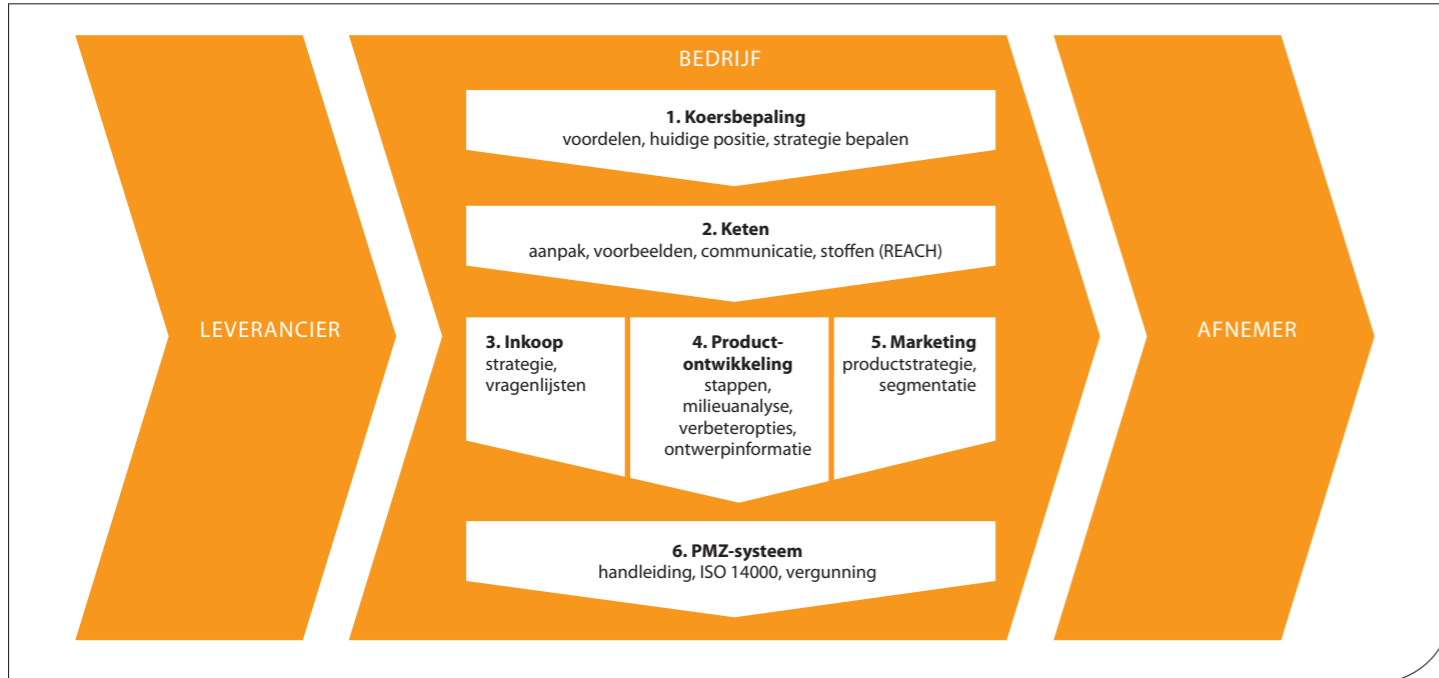 BEDRIJF
1. Koersbepaling
voordelen, huidige positie, strategie bepalen
2. Keten
aanpak, voorbeelden, communicatie, stoffen (REACH)
LEVERANCIER
3. Inkoop
strategie,
vragenlijsten
4. Product-
ontwikkeling
stappen,
milieuanalyse,
verbeteropties,
ontwerpinformatie
5. Marketing
productstrategie,
segmentatie
AFNEMER
6. PMZ-systeem
handleiding, ISO 14000, vergunning